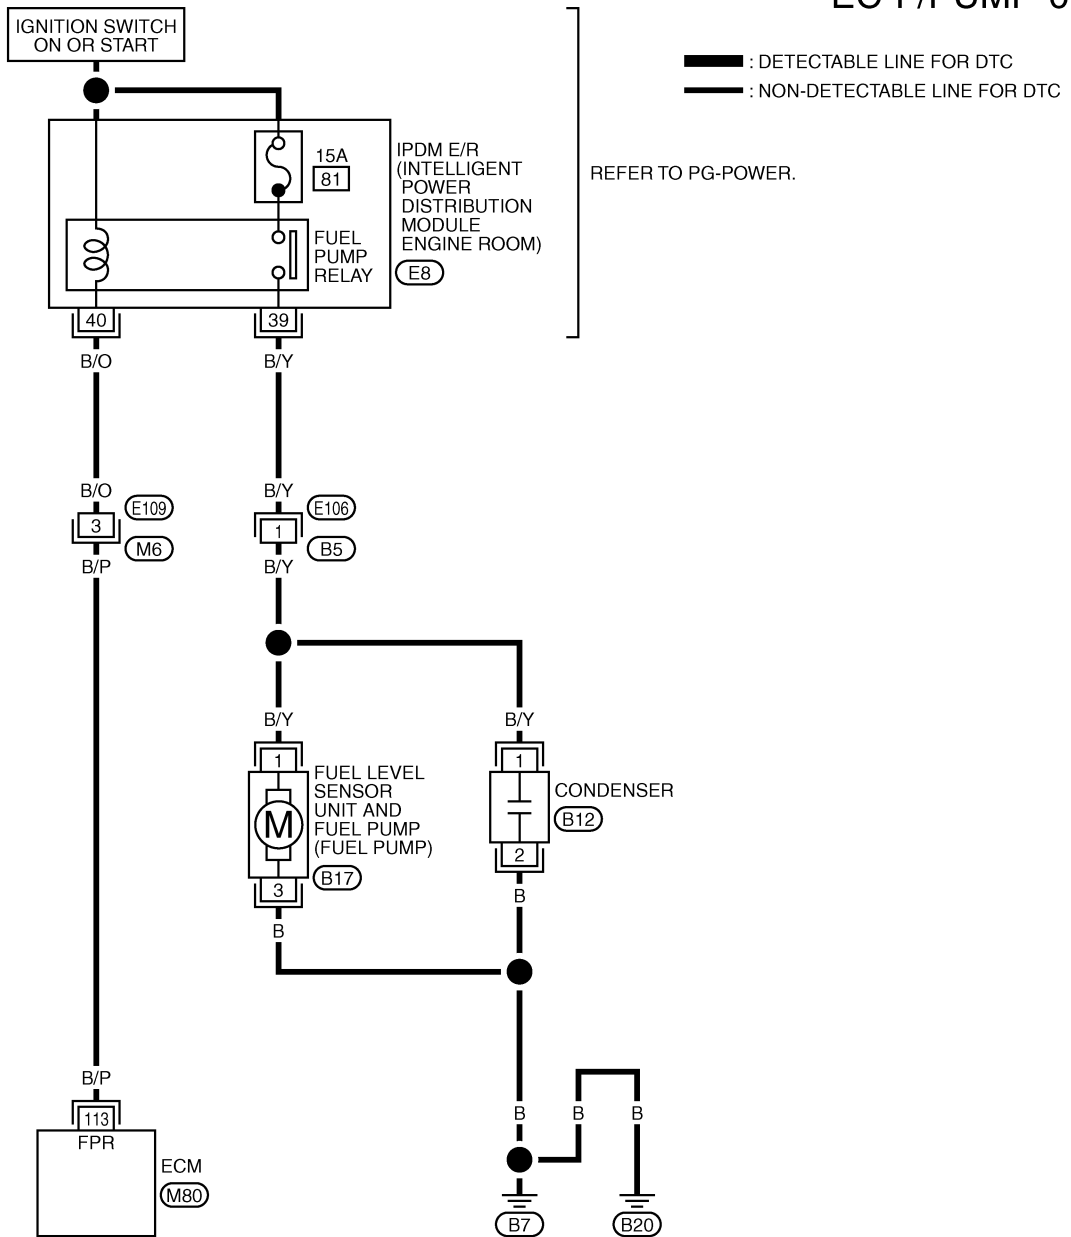 IGNITION SWITCH
ON OR START
: DETECTABLE LINE FOR DTC
: NON-DETECTABLE LINE FOR DTC
15A
81
IPDM E/R
(INTELLIGENT
POWER
DISTRIBUTION
MODULE
ENGINE ROOM)
E8
REFER TO PG-POWER.
FUEL
PUMP
RELAY
40
39
B/O
B/Y
B/O
B/Y
E109
E106
3
1
M6
B5
B/P
B/Y
B/Y
B/Y
1
1
FUEL LEVEL
SENSOR
UNIT AND
FUEL PUMP
(FUEL PUMP)
B17
M
CONDENSER
B12
2
3
B
B
B/P
113
FPR
ECM
M80
B
B
B
B7
B20